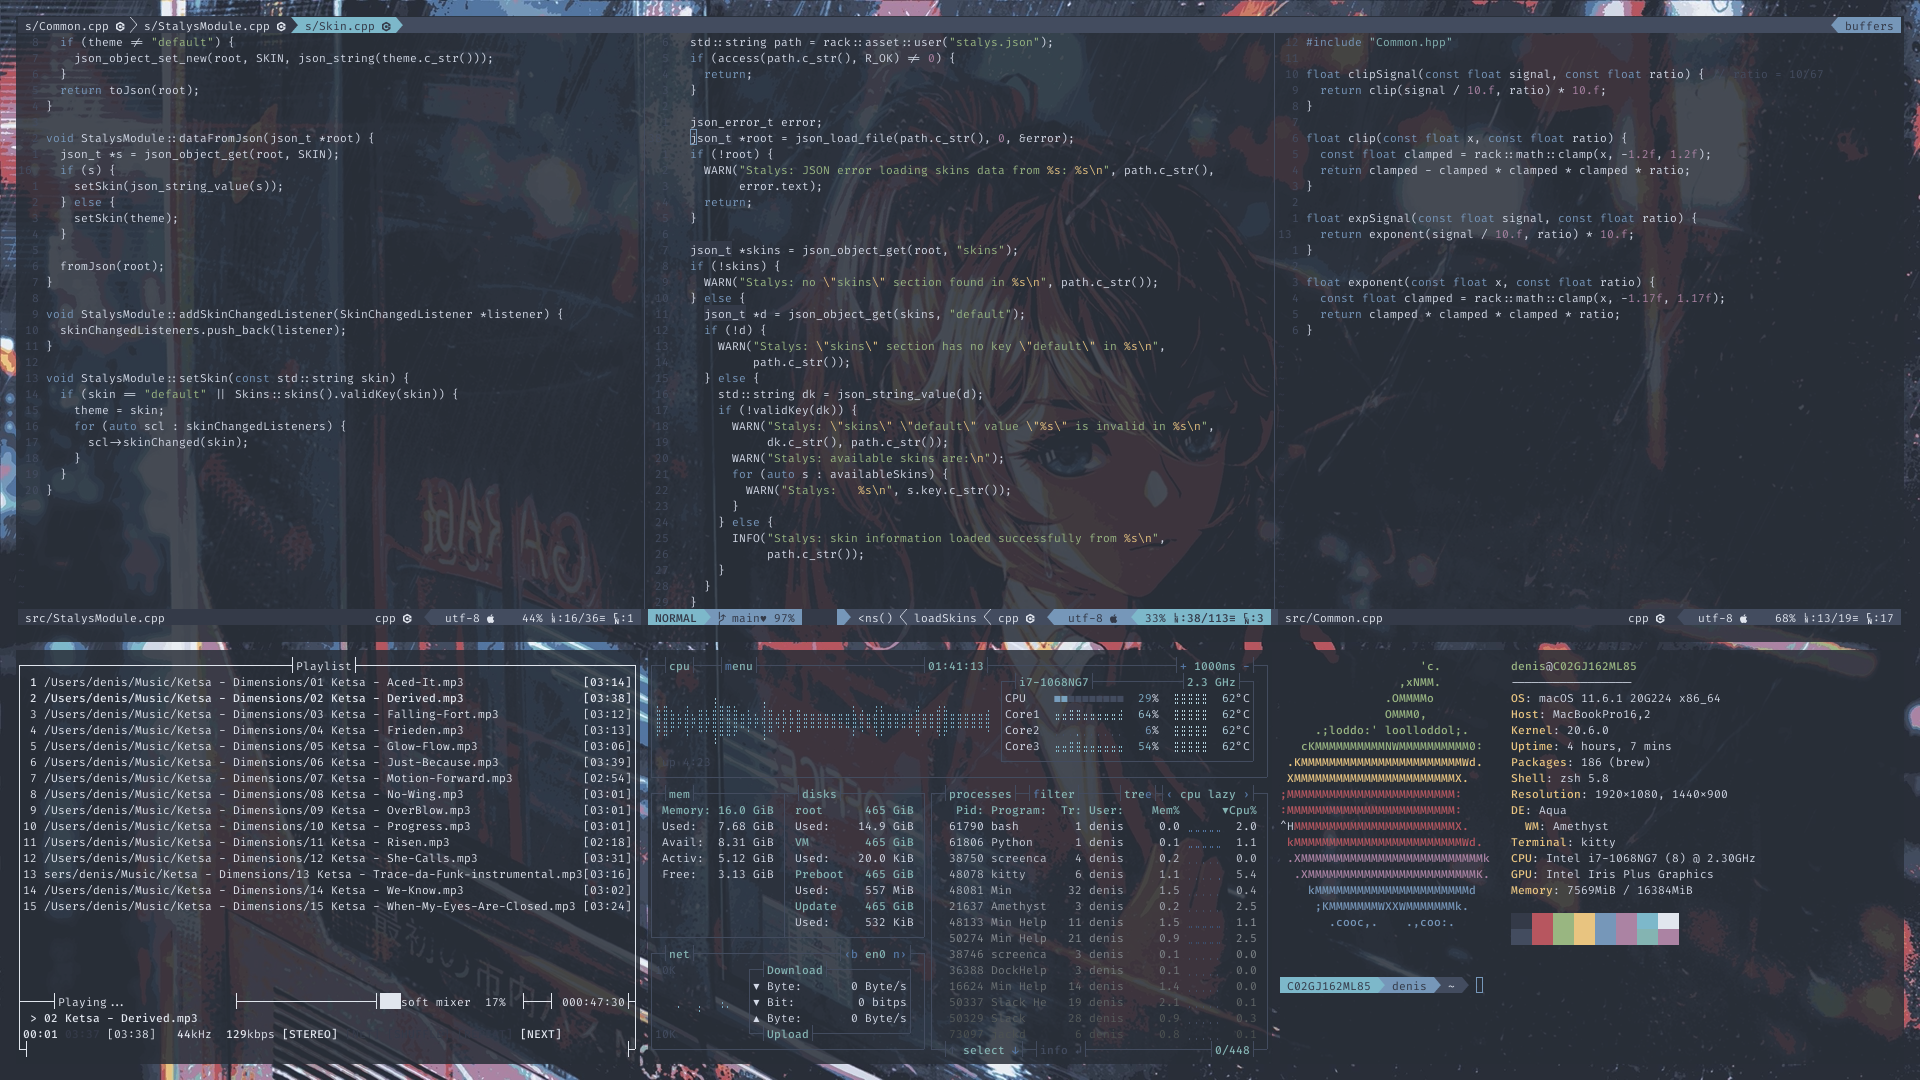 s/Common.cpp s/StalysModule.cpp s/Skin.cpp buffers
if (theme ≠ "default") {
json_object_set_new(root, SKIN, json_string(theme.c_str()));
}
return toJson(root);
}
void StalysModule::dataFromJson(json_t *root) {
json_t *s = json_object_get(root, SKIN);
if (s) {
setSkin(json_string_value(s));
} else {
setSkin(theme);
}
fromJson(root);
}
void StalysModule::addSkinChangedListener(SkinChangedListener *listener) {
skinChangedListeners.push_back(listener);
}
void StalysModule::setSkin(const std::string skin) {
if (skin == "default" || Skins::skins().validKey(skin)) {
theme = skin;
for (auto scl : skinChangedListeners) {
scl→skinChanged(skin);
}
}
}
src/StalysModule.cpp cpp utf-8 44% :16/36≡ :1
std::string path = rack::asset::user("stalys.json");
if (access(path.c_str(), R_OK) ≠ 0) {
return;
}
json_error_t error;
json_t *root = json_load_file(path.c_str(), 0, &error);
if (!root) {
WARN("Stalys: JSON error loading skins data from %s: %s\n", path.c_str(),
error.text);
return;
}
json_t *skins = json_object_get(root, "skins");
if (!skins) {
WARN("Stalys: no \"skins\" section found in %s\n", path.c_str());
} else {
json_t *d = json_object_get(skins, "default");
if (!d) {
WARN("Stalys: \"skins\" section has no key \"default\" in %s\n",
path.c_str());
} else {
std::string dk = json_string_value(d);
if (!validKey(dk)) {
WARN("Stalys: \"skins\" \"default\" value \"%s\" is invalid in %s\n",
dk.c_str(), path.c_str());
WARN("Stalys: available skins are:\n");
for (auto s : availableSkins) {
WARN("Stalys:   %s\n", s.key.c_str());
}
} else {
INFO("Stalys: skin information loaded successfully from %s\n",
path.c_str());
}
}
}
NORMAL main♥ 97% <ns() loadSkins cpp utf-8 33% :38/113≡ :3
#include "Common.hpp"
float clipSignal(const float signal, const float ratio) { ratio = 10/67
return clip(signal / 10.f, ratio) * 10.f;
}
float clip(const float x, const float ratio) {
const float clamped = rack::math::clamp(x, -1.2f, 1.2f);
return clamped - clamped * clamped * clamped * ratio;
}
float expSignal(const float signal, const float ratio) {
return exponent(signal / 10.f, ratio) * 10.f;
}
float exponent(const float x, const float ratio) {
const float clamped = rack::math::clamp(x, -1.17f, 1.17f);
return clamped * clamped * clamped * ratio;
}
src/Common.cpp cpp utf-8 68% :13/19≡ :17
Playlist
1 /Users/denis/Music/Ketsa - Dimensions/01 Ketsa - Aced-It.mp3 [03:14]
2 /Users/denis/Music/Ketsa - Dimensions/02 Ketsa - Derived.mp3 [03:38]
3 /Users/denis/Music/Ketsa - Dimensions/03 Ketsa - Falling-Fort.mp3 [03:12]
4 /Users/denis/Music/Ketsa - Dimensions/04 Ketsa - Frieden.mp3 [03:13]
5 /Users/denis/Music/Ketsa - Dimensions/05 Ketsa - Glow-Flow.mp3 [03:06]
6 /Users/denis/Music/Ketsa - Dimensions/06 Ketsa - Just-Because.mp3 [03:39]
7 /Users/denis/Music/Ketsa - Dimensions/07 Ketsa - Motion-Forward.mp3 [02:54]
8 /Users/denis/Music/Ketsa - Dimensions/08 Ketsa - No-Wing.mp3 [03:01]
9 /Users/denis/Music/Ketsa - Dimensions/09 Ketsa - OverBlow.mp3 [03:01]
10 /Users/denis/Music/Ketsa - Dimensions/10 Ketsa - Progress.mp3 [03:01]
11 /Users/denis/Music/Ketsa - Dimensions/11 Ketsa - Risen.mp3 [02:18]
12 /Users/denis/Music/Ketsa - Dimensions/12 Ketsa - She-Calls.mp3 [03:31]
13 sers/denis/Music/Ketsa - Dimensions/13 Ketsa - Trace-da-Funk-instrumental.mp3[03:16]
14 /Users/denis/Music/Ketsa - Dimensions/14 Ketsa - We-Know.mp3 [03:02]
15 /Users/denis/Music/Ketsa - Dimensions/15 Ketsa - When-My-Eyes-Are-Closed.mp3 [03:24]
Playing... soft mixer 17% 000:47:30
> 02 Ketsa - Derived.mp3
00:01 03:37 [03:38] 44kHz 129kbps [STEREO] [NEXT]
cpu menu 01:41:13 + 1000ms -
i7-1068NG7 2.3 GHz
CPU 29% 62°C
Core1 64% 62°C
Core2 6% 62°C
Core3 54% 62°C
up 4:23
mem disks
Memory: 16.0 GiB root 465 GiB
Used: 7.68 GiB Used: 14.9 GiB
Avail: 8.31 GiB VM 465 GiB
Activ: 5.12 GiB Used: 20.0 KiB
Free: 3.13 GiB Preboot 465 GiB
Used: 557 MiB
Update 465 GiB
Used: 532 KiB
net ‹b en0 n›
10K Download
▼ Byte: 0 Byte/s
▼ Bit: 0 bitps
▲ Byte: 0 Byte/s
10K Upload
processes filter tree ‹ cpu lazy ›
Pid: Program: Tr: User: Mem% ▼Cpu%
61790 bash 1 denis 0.0 2.0
61806 Python 1 denis 0.1 1.1
38750 screenca 4 denis 0.2 0.0
48078 kitty 6 denis 1.1 5.4
48081 Min 32 denis 1.5 0.4
21637 Amethyst 3 denis 0.2 2.5
48133 Min Help 11 denis 1.5 1.1
50274 Min Help 21 denis 0.9 2.5
38746 screenca 3 denis 0.1 0.0
36388 DockHelp 3 denis 0.1 0.0
16624 Min Help 14 denis 1.4 0.0
50337 Slack He 19 denis 2.1 0.1
50329 Slack 28 denis 0.9 0.3
6 denis 0.8 0.1
select info 0/448
'c.
,xNMM.
.OMMMMo
OMMM0,
.;loddo:' loolloddol;.
cKMMMMMMMMMMNWMMMMMMMMMM0:
.KMMMMMMMMMMMMMMMMMMMMMMMWd.
XMMMMMMMMMMMMMMMMMMMMMMMX.
;MMMMMMMMMMMMMMMMMMMMMMMM:
:MMMMMMMMMMMMMMMMMMMMMMMM:
^HMMMMMMMMMMMMMMMMMMMMMMMMX.
kMMMMMMMMMMMMMMMMMMMMMMMMWd.
.XMMMMMMMMMMMMMMMMMMMMMMMMMMk
.XMMMMMMMMMMMMMMMMMMMMMMMMK.
kMMMMMMMMMMMMMMMMMMMMMMd
;KMMMMMMMWXXWMMMMMMMk.
.cooc,. .,coo:.
denis@C02GJ162ML85
OS: macOS 11.6.1 20G224 x86_64
Host: MacBookPro16,2
Kernel: 20.6.0
Uptime: 4 hours, 7 mins
Packages: 186 (brew)
Shell: zsh 5.8
Resolution: 1920×1080, 1440×900
DE: Aqua
WM: Amethyst
Terminal: kitty
CPU: Intel i7-1068NG7 (8) @ 2.30GHz
GPU: Intel Iris Plus Graphics
Memory: 7569MiB / 16384MiB
C02GJ162ML85 denis ~